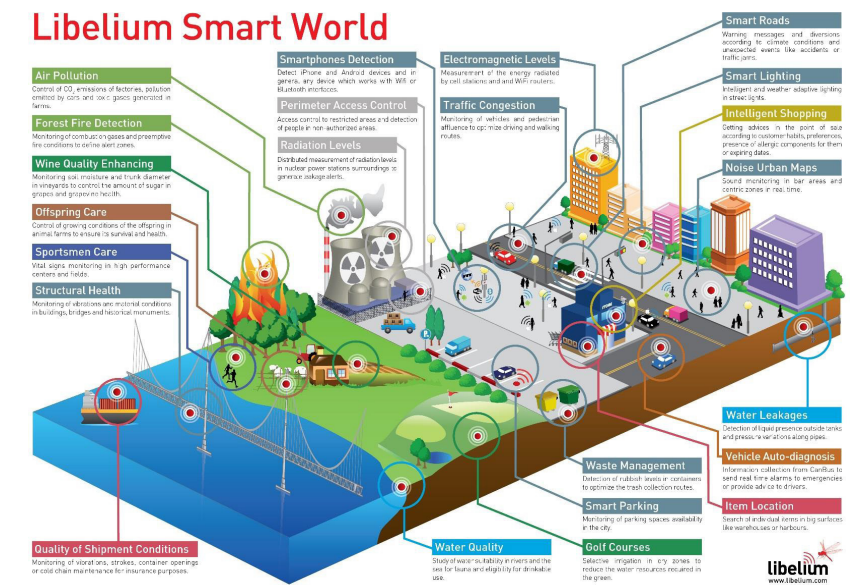 Libelium Smart World
Air Pollution
Control of CO2 emissions of factories, pollution
emitted by cars and toxic gases generated in
farms.
Forest Fire Detection
Monitoring of combustion gases and preemptive
fire conditions to define alert zones.
Wine Quality Enhancing
Monitoring soil moisture and trunk diameter
in vineyards to control the amount of sugar in
grapes and grapevine health.
Offspring Care
Control of growing conditions of the offspring in
animal farms to ensure its survival and health.
Sportsmen Care
Vital signs monitoring in high performance
centers and fields.
Structural Health
Monitoring of vibrations and material conditions
in buildings, bridges and historical monuments.
Quality of Shipment Conditions
Monitoring of vibrations, strokes, container openings
or cold chain maintenance for insurance purposes.
Smartphones Detection
Detect iPhone and Android devices and in
general any device which works with Wifi or
Bluetooth interfaces.
Perimeter Access Control
Access control to restricted areas and detection
of people in non-authorized areas.
Radiation Levels
Distributed measurement of radiation levels
in nuclear power stations surroundings to
generate leakage alerts.
Electromagnetic Levels
Measurement of the energy radiated
by cell stations and and WiFi routers.
Traffic Congestion
Monitoring of vehicles and pedestrian
affluence to optimize driving and walking
routes.
Smart Roads
Warning messages and diversions
according to climate conditions and
unexpected events like accidents or
traffic jams.
Smart Lighting
Intelligent and weather adaptive lighting
in street lights.
Intelligent Shopping
Getting advices in the point of sale
according to customer habits, preferences,
presence of allergic components for them
or expiring dates.
Noise Urban Maps
Sound monitoring in bar areas and
centric zones in real time.
Water Leakages
Detection of liquid presence outside tanks
and pressure variations along pipes.
Vehicle Auto-diagnosis
Information collection from CanBus to
send real time alarms to emergencies
or provide advice to drivers.
Item Location
Search of individual items in big surfaces
like warehouses or harbours.
Waste Management
Detection of rubbish levels in containers
to optimize the trash collection routes.
Smart Parking
Monitoring of parking spaces availability
in the city.
Golf Courses
Selective irrigation in dry zones to
reduce the water resources required in
the green.
Water Quality
Study of water suitability in rivers and the
sea for fauna and eligibility for drinkable
use.
libelium
www.libelium.com